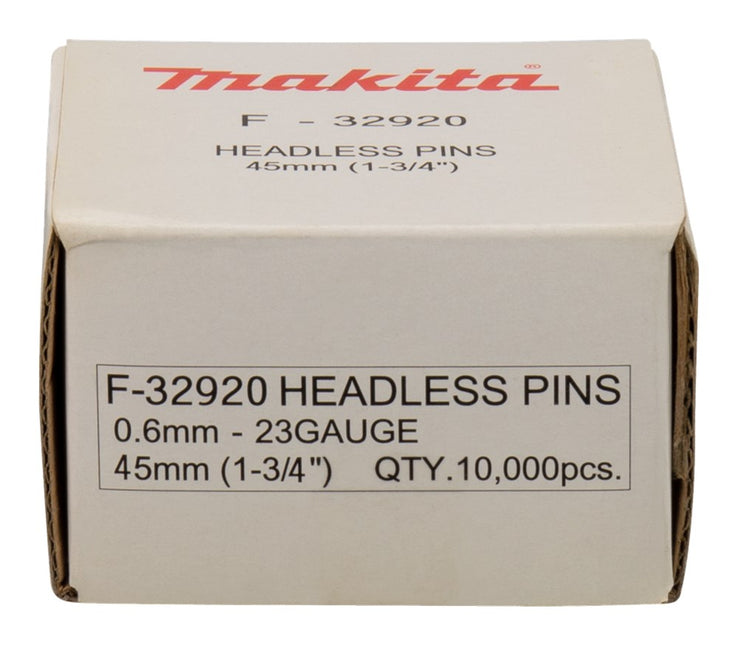 makita®
F - 32920
HEADLESS PINS
45mm (1-3/4")
F-32920 HEADLESS PINS
0.6mm - 23GAUGE
45mm (1-3/4") QTY.10,000pcs.